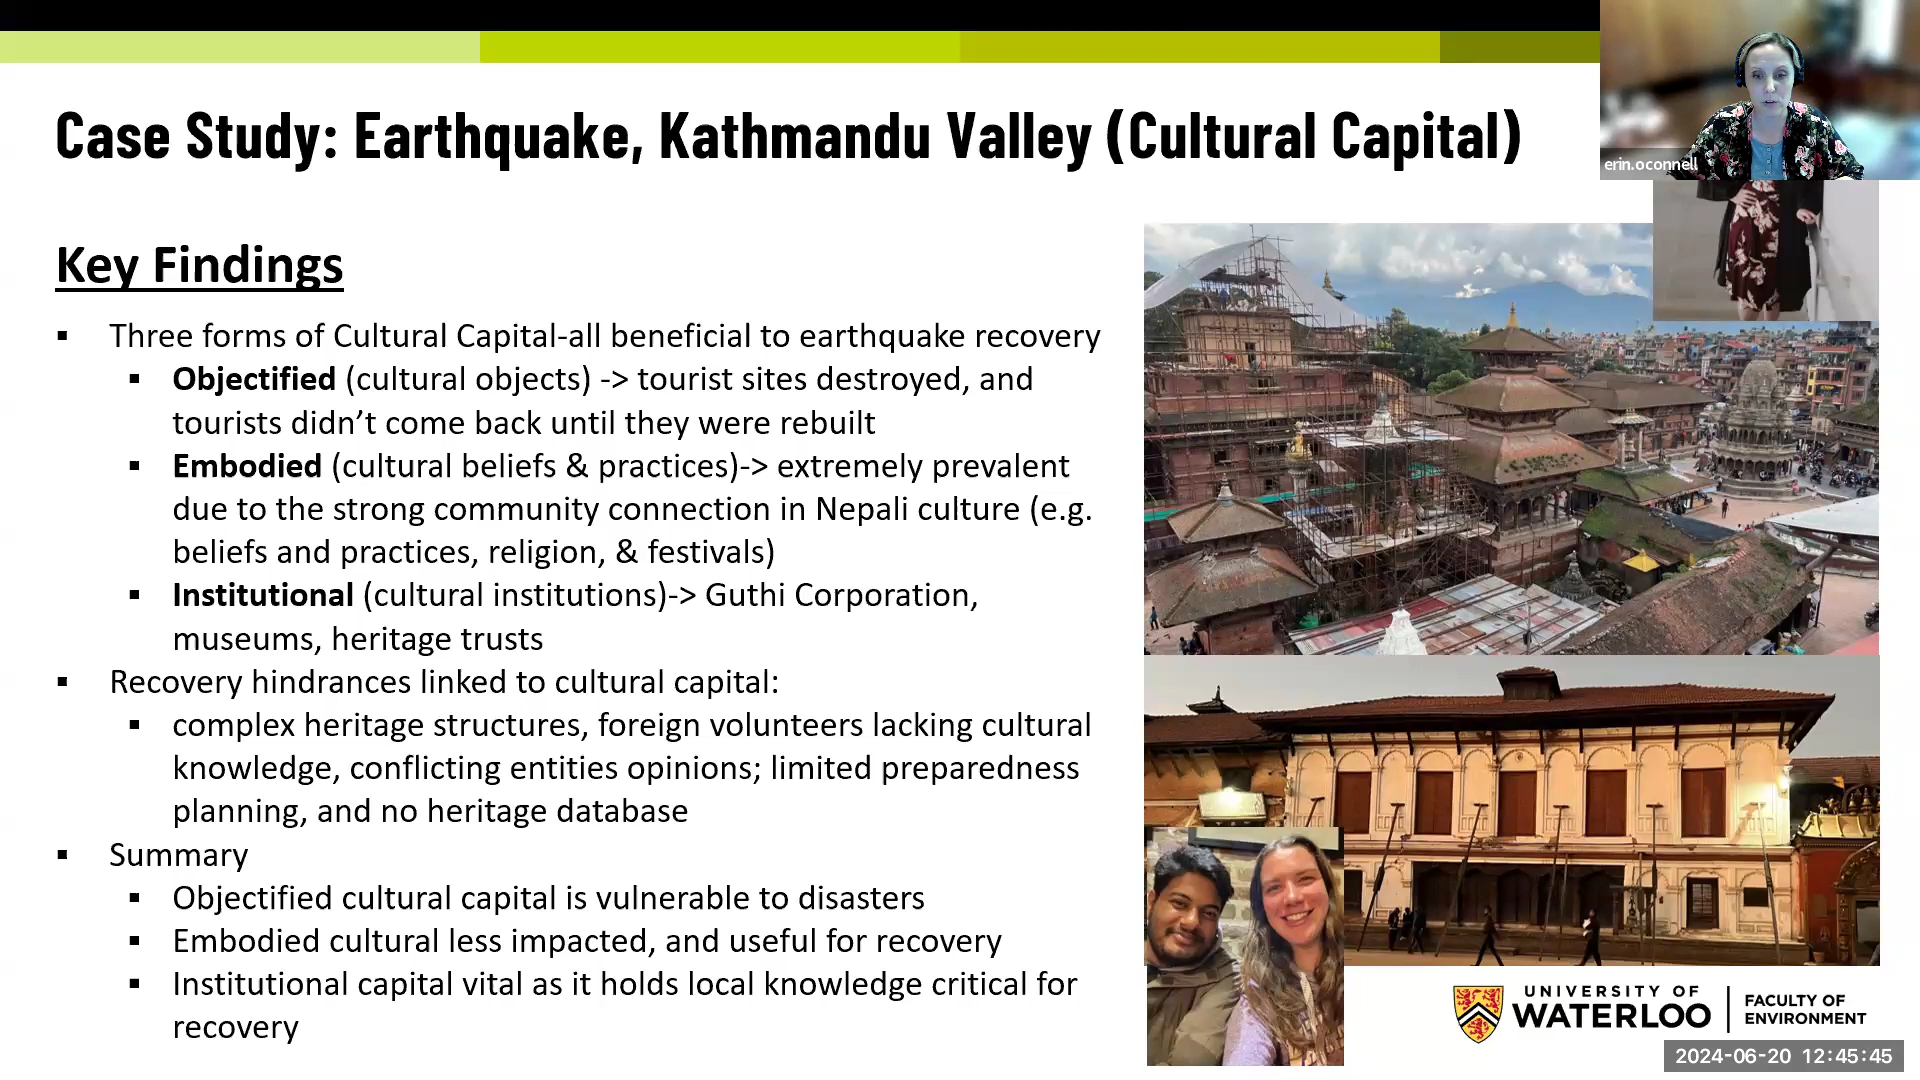 Case Study: Earthquake, Kathmandu Valley (Cultural Capital)
erin.oconnell
Key Findings
▪ Three forms of Cultural Capital-all beneficial to earthquake recovery
▪ Objectified (cultural objects) -> tourist sites destroyed, and
tourists didn’t come back until they were rebuilt
▪ Embodied (cultural beliefs & practices)-> extremely prevalent
due to the strong community connection in Nepali culture (e.g.
beliefs and practices, religion, & festivals)
▪ Institutional (cultural institutions)-> Guthi Corporation,
museums, heritage trusts
▪ Recovery hindrances linked to cultural capital:
▪ complex heritage structures, foreign volunteers lacking cultural
knowledge, conflicting entities opinions; limited preparedness
planning, and no heritage database
▪ Summary
▪ Objectified cultural capital is vulnerable to disasters
▪ Embodied cultural less impacted, and useful for recovery
▪ Institutional capital vital as it holds local knowledge critical for
recovery
UNIVERSITY OF
WATERLOO
FACULTY OF
ENVIRONMENT
2024-06-20 12:45:45